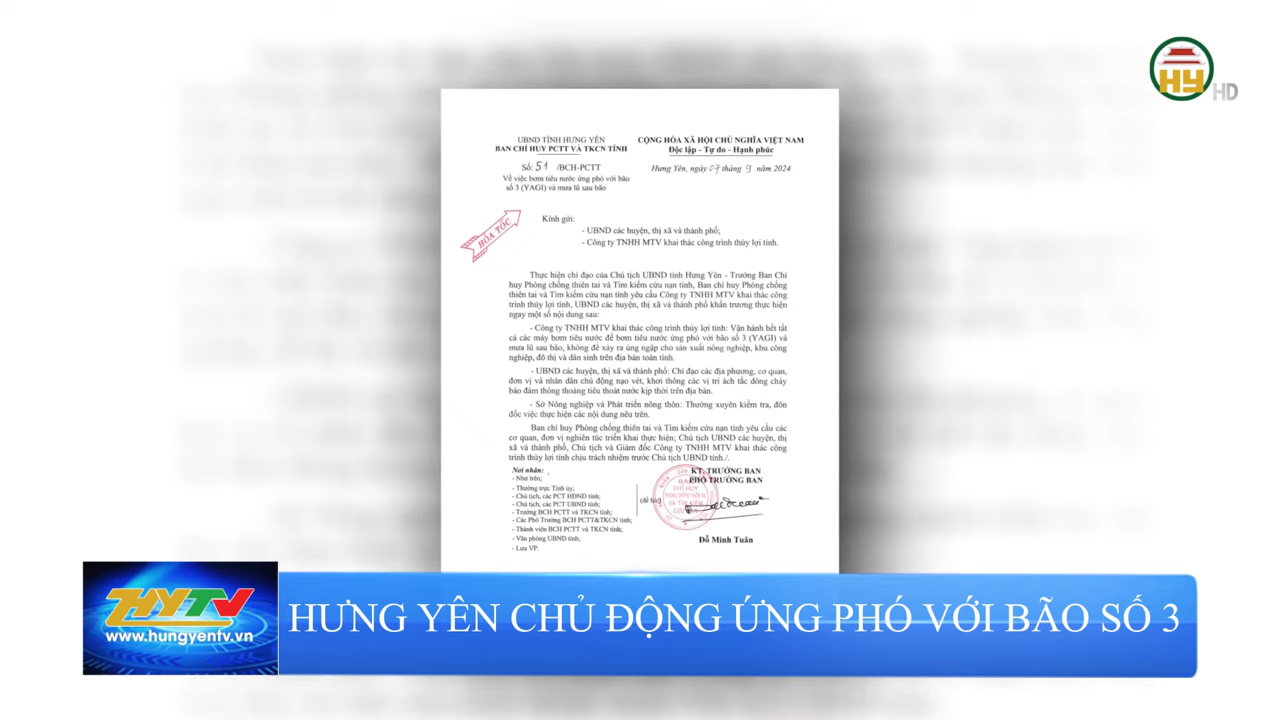 HY
HD
UBND TỈNH HƯNG YÊN
BAN CHỈ HUY PCTT VÀ TKCN TỈNH
CỘNG HÒA XÃ HỘI CHỦ NGHĨA VIỆT NAM
Độc lập - Tự do - Hạnh phúc
Số: 51 /BCH-PCTT
Hưng Yên, ngày 07 tháng 9 năm 2024
Về việc bơm tiêu nước ứng phó với bão
số 3 (YAGI) và mưa lũ sau bão
HỎA TỐC
Kính gửi:
- UBND các huyện, thị xã và thành phố;
- Công ty TNHH MTV khai thác công trình thủy lợi tỉnh.
Thực hiện chỉ đạo của Chủ tịch UBND tỉnh Hưng Yên - Trưởng Ban Chỉ
huy Phòng chống thiên tai và Tìm kiếm cứu nạn tỉnh, Ban chỉ huy Phòng chống
thiên tai và Tìm kiếm cứu nạn tỉnh yêu cầu Công ty TNHH MTV khai thác công
trình thủy lợi tỉnh, UBND các huyện, thị xã và thành phố khẩn trương thực hiện
ngay một số nội dung sau:
- Công ty TNHH MTV khai thác công trình thủy lợi tỉnh: Vận hành hết tất
cả các máy bơm tiêu nước để bơm tiêu nước ứng phó với bão số 3 (YAGI) và
mưa lũ sau bão, không để xảy ra úng ngập cho sản xuất nông nghiệp, khu công
nghiệp, đô thị và dân sinh trên địa bàn toàn tỉnh.
- UBND các huyện, thị xã và thành phố: Chỉ đạo các địa phương, cơ quan,
đơn vị và nhân dân chủ động nạo vét, khơi thông các vị trí ách tắc dòng chảy
bảo đảm thông thoáng tiêu thoát nước kịp thời trên địa bàn.
- Sở Nông nghiệp và Phát triển nông thôn: Thường xuyên kiểm tra, đôn
đốc việc thực hiện các nội dung nêu trên.
Ban chỉ huy Phòng chống thiên tai và Tìm kiếm cứu nạn tỉnh yêu cầu các
cơ quan, đơn vị nghiêm túc triển khai thực hiện; Chủ tịch UBND các huyện, thị
xã và thành phố, Chủ tịch và Giám đốc Công ty TNHH MTV khai thác công
trình thủy lợi tỉnh chịu trách nhiệm trước Chủ tịch UBND tỉnh./.
Nơi nhận:
- Như trên;
- Thường trực Tỉnh ủy;
- Chủ tịch, các PCT HĐND tỉnh;
- Chủ tịch, các PCT UBND tỉnh;
- Trưởng BCH PCTT và TKCN tỉnh;
- Các Phó Trưởng BCH PCTT&TKCN tỉnh;
- Thành viên BCH PCTT và TKCN tỉnh;
- Văn phòng UBND tỉnh;
- Lưu VP.
KT. TRƯỞNG BAN
PHÓ TRƯỞNG BAN
BAN
CHỈ HUY
PHÒNG CHỐNG THIÊN TAI
VÀ TÌM KIẾM
Đỗ Minh Tuân
HYTV
www.hungyentv.vn
HƯNG YÊN CHỦ ĐỘNG ỨNG PHÓ VỚI BÃO SỐ 3